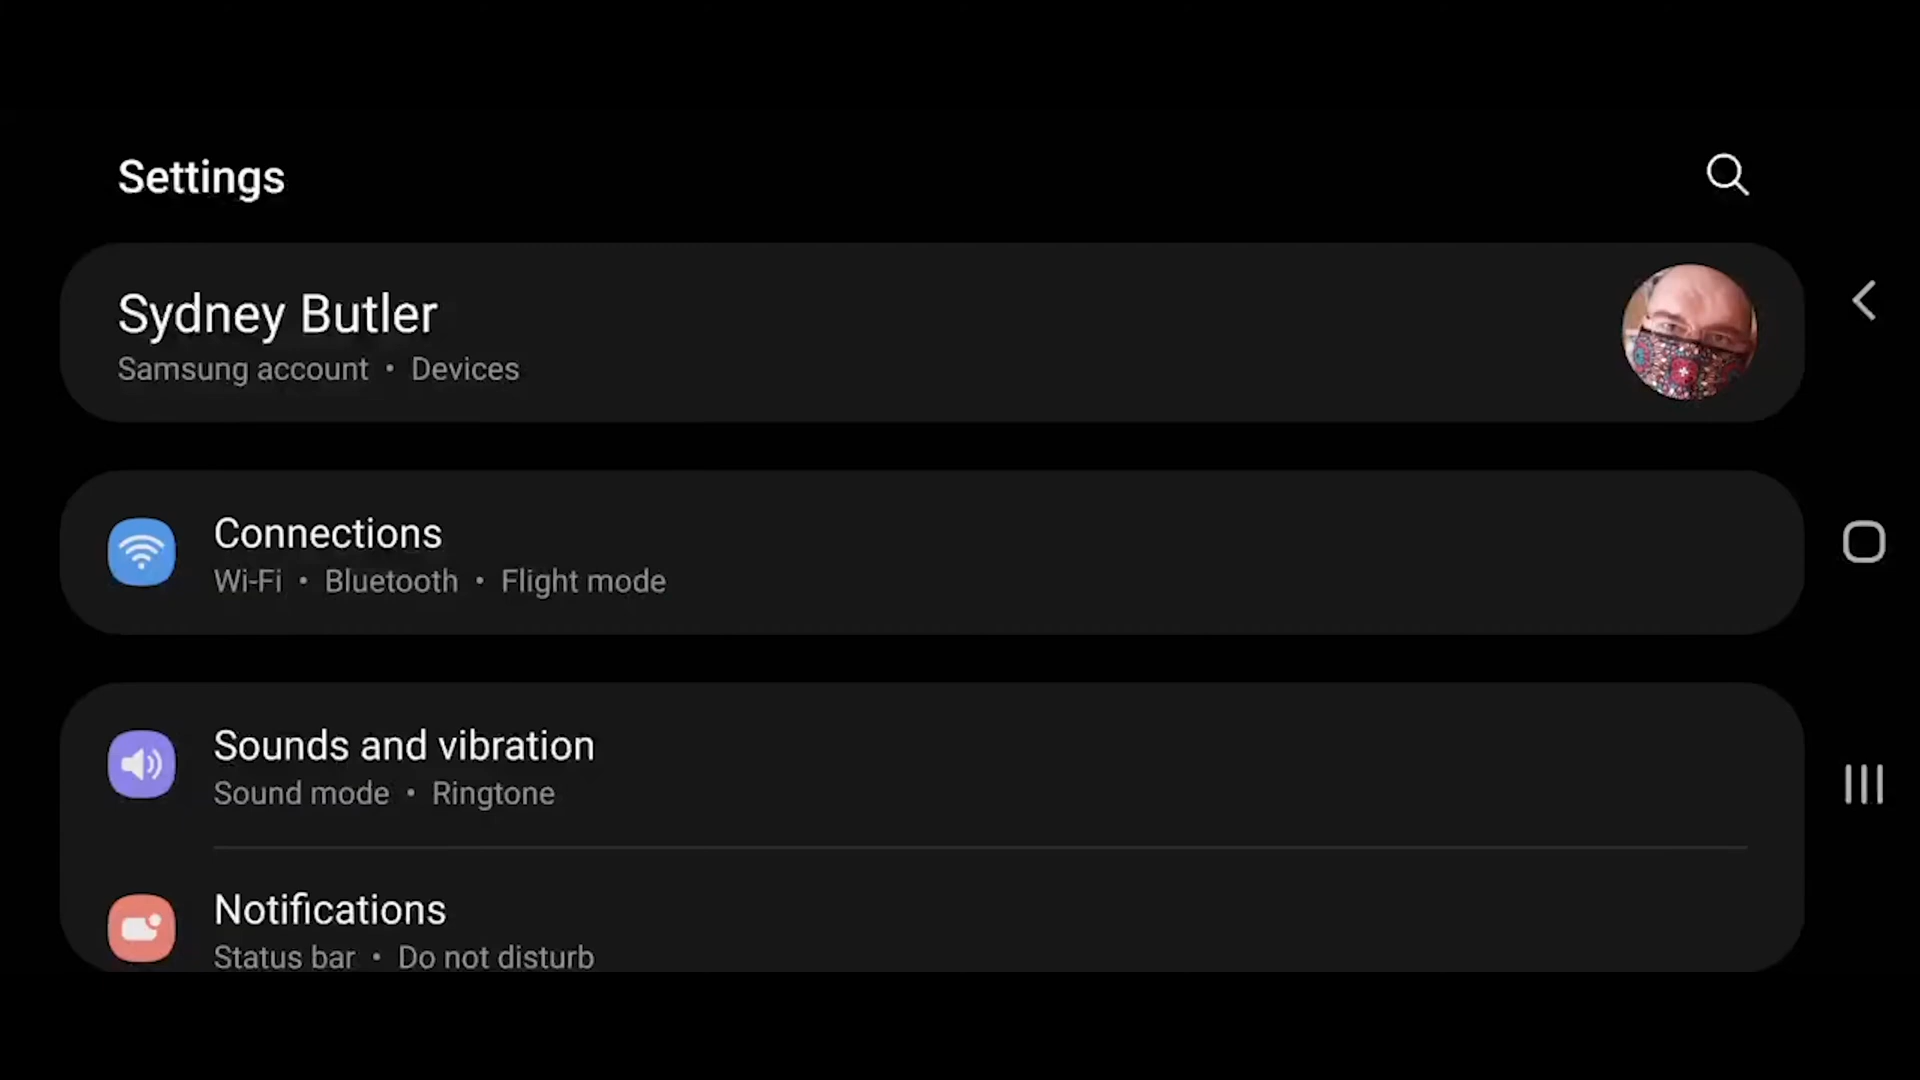 Settings
Sydney Butler
Samsung account • Devices
Connections
Wi-Fi • Bluetooth • Flight mode
Sounds and vibration
Sound mode • Ringtone
Notifications
Status bar • Do not disturb